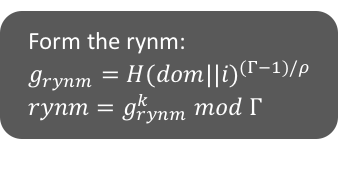 Form the rynm:
g_{rynm} = H(dom||i)^{(Γ−1)/ρ}
rynm = g_{rynm}^{k} mod Γ